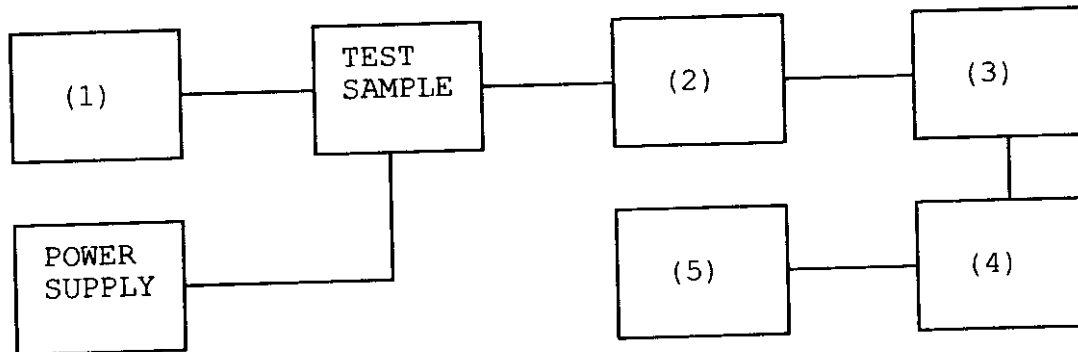 (1)
TEST
SAMPLE
(2)
(3)
POWER
SUPPLY
(5)
(4)